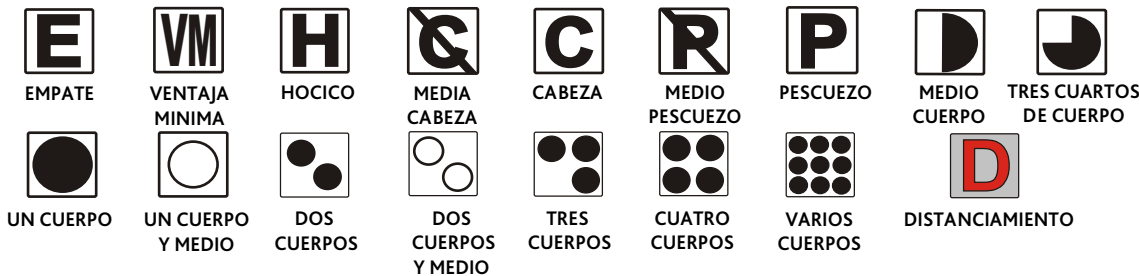 E VM H C C R P
EMPATE VENTAJA HOCICO MEDIA CABEZA MEDIO PESCUEZO MEDIO TRES CUARTOS
MINIMA CABEZA PESCUEZO CUERPO DE CUERPO
D
UN CUERPO UN CUERPO DOS DOS TRES CUATRO VARIOS DISTANCIAMIENTO
Y MEDIO CUERPOS CUERPOS CUERPOS CUERPOS CUERPOS
Y MEDIO